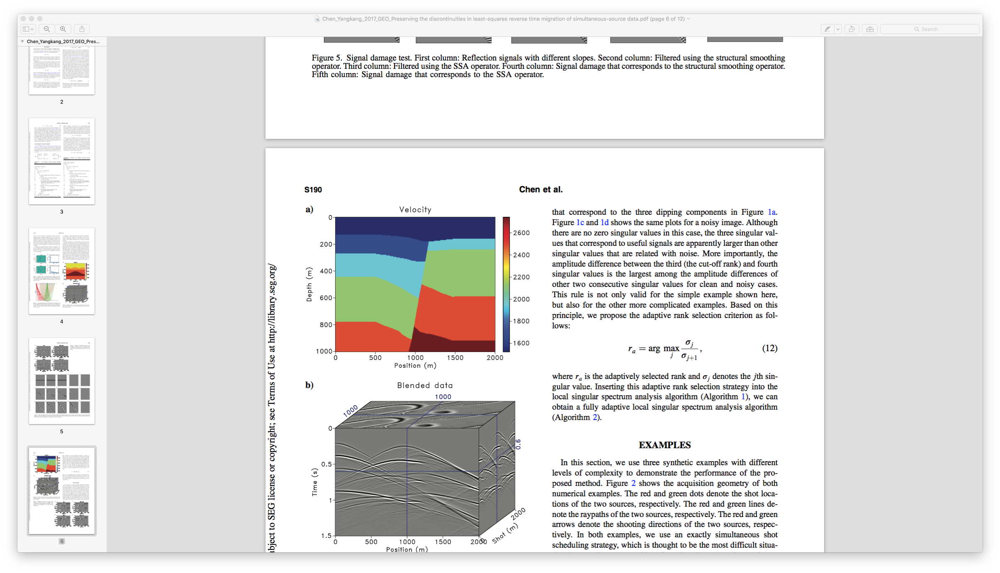 Chen_Yangkang_2017_GEO_Preserving the discontinuities in least-squares reverse time migration of simultaneous-source data.pdf (page 6 of 12)
Search
Chen_Yangkang_2017_GEO_Pres...
2
3
4
5
6
Figure 5. Signal damage test. First column: Reflection signals with different slopes. Second column: Filtered using the structural smoothing
operator. Third column: Filtered using the SSA operator. Fourth column: Signal damage that corresponds to the structural smoothing operator.
Fifth column: Signal damage that corresponds to the SSA operator.
S190
Chen et al.
bject to SEG license or copyright; see Terms of Use at http://library.seg.org/
a)
Velocity
0
200
400
600
800
1000
Depth (m)
0
500
1000
1500
2000
Position (m)
2600
2400
2200
2000
1800
1600
b)
Blended data
1000
1000
0
0.5
1
1.5
Time (s)
0.6
0
500
1000
1500
2000
Position (m)
0
2000
Shot (m)
that correspond to the three dipping components in Figure 1a.
Figure 1c and 1d shows the same plots for a noisy image. Although
there are no zero singular values in this case, the three singular val-
ues that correspond to useful signals are apparently larger than other
singular values that are related with noise. More importantly, the
amplitude difference between the third (the cut-off rank) and fourth
singular values is the largest among the amplitude differences of
other two consecutive singular values for clean and noisy cases.
This rule is not only valid for the simple example shown here,
but also for the other more complicated examples. Based on this
principle, we propose the adaptive rank selection criterion as fol-
lows:
r_a = arg max_j σ_j/σ_{j+1}, (12)
where r_a is the adaptively selected rank and σ_j denotes the jth sin-
gular value. Inserting this adaptive rank selection strategy into the
local singular spectrum analysis algorithm (Algorithm 1), we can
obtain a fully adaptive local singular spectrum analysis algorithm
(Algorithm 2).
EXAMPLES
In this section, we use three synthetic examples with different
levels of complexity to demonstrate the performance of the pro-
posed method. Figure 2 shows the acquisition geometry of both
numerical examples. The red and green dots denote the shot loca-
tions of the two sources, respectively. The red and green lines de-
note the raypaths of the two sources, respectively. The red and green
arrows denote the shooting directions of the two sources, respec-
tively. In both examples, we use an exactly simultaneous shot
scheduling strategy, which is thought to be the most difficult situa-